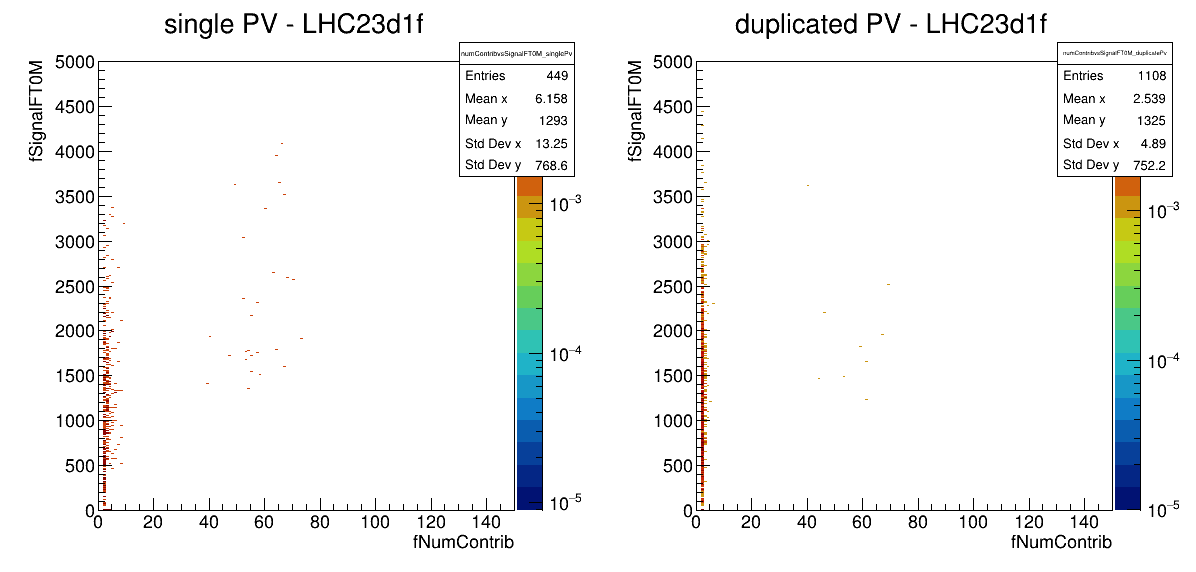 single PV - LHC23d1f
fSignalFT0M
5000
4500
4000
3500
3000
2500
2000
1500
1000
500
0
0 20 40 60 80 100 120 140
fNumContrib
numContribvsSignalFT0M_singlePv
Entries 449
Mean x 6.158
Mean y 1293
Std Dev x 13.25
Std Dev y 768.6
10⁻³
10⁻⁴
10⁻⁵
duplicated PV - LHC23d1f
fSignalFT0M
5000
4500
4000
3500
3000
2500
2000
1500
1000
500
0
0 20 40 60 80 100 120 140
fNumContrib
numContribvsSignalFT0M_duplicatePv
Entries 1108
Mean x 2.539
Mean y 1325
Std Dev x 4.89
Std Dev y 752.2
10⁻³
10⁻⁴
10⁻⁵